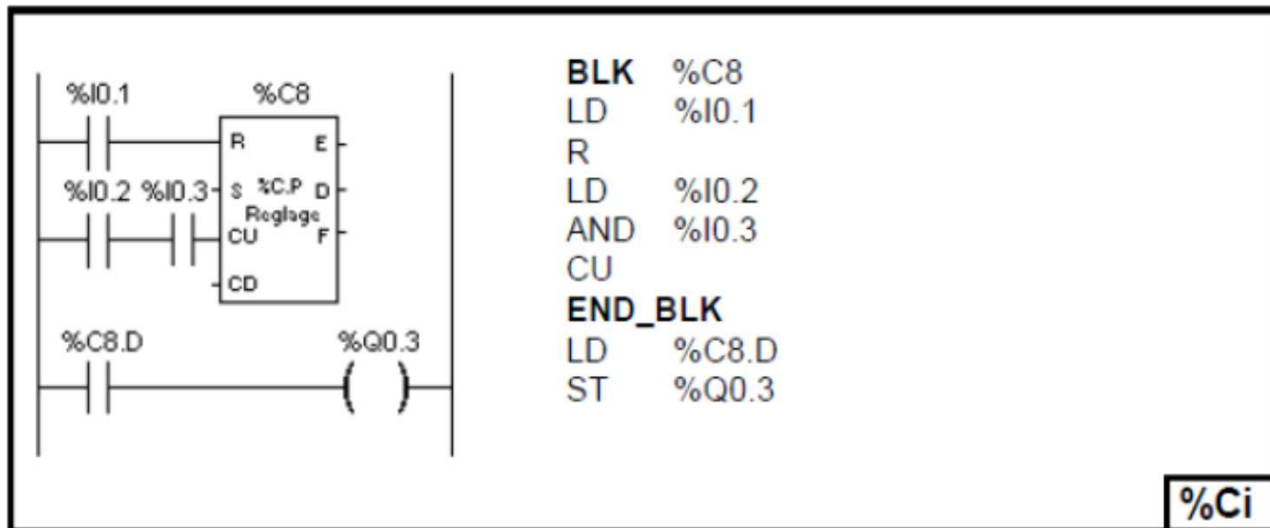 %I0.1 %C8
R E
%I0.2 %I0.3 S %C.P D
Reglage
CU F
CD
%C8.D %Q0.3
BLK %C8
LD %I0.1
R
LD %I0.2
AND %I0.3
CU
END_BLK
LD %C8.D
ST %Q0.3
%Ci